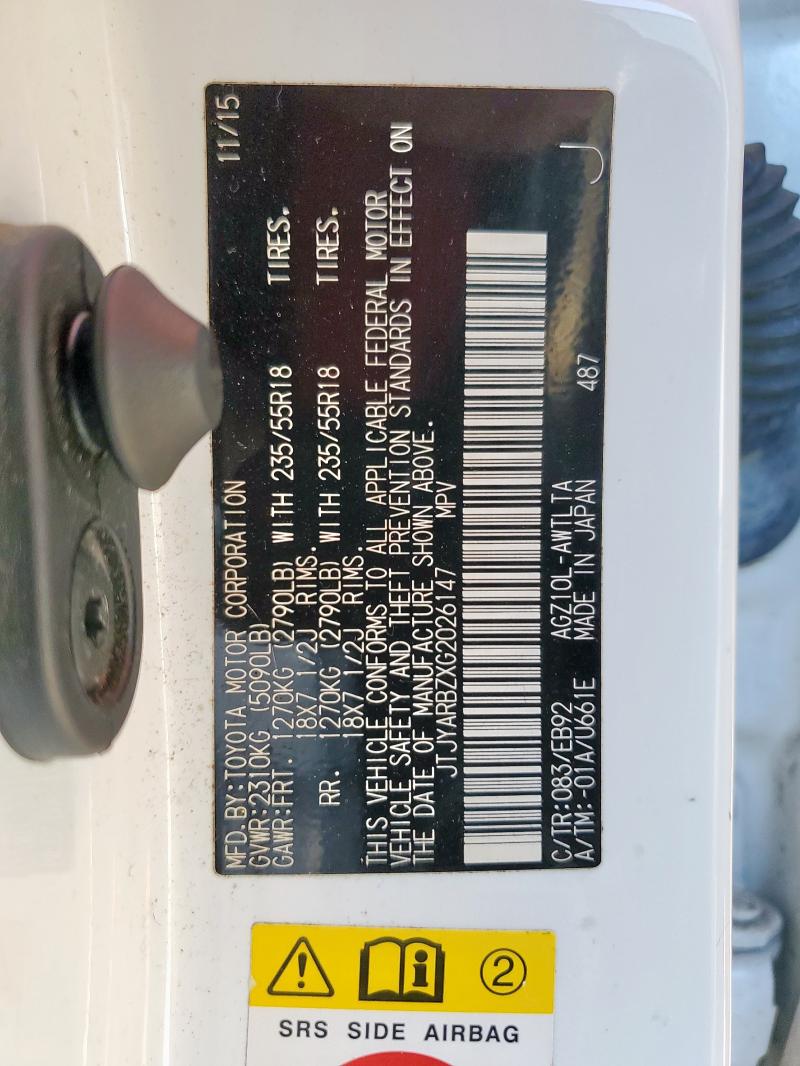 MFD.BY:TOYOTA MOTOR CORPORATION 11/15
GVWR:2310KG (5090LB)
GAWR:FRT. 1270KG (2790LB) WITH 235/55R18 TIRES.
18X7 1/2J RIMS.
RR. 1270KG (2790LB) WITH 235/55R18 TIRES.
18X7 1/2J RIMS.
THIS VEHICLE CONFORMS TO ALL APPLICABLE FEDERAL MOTOR
VEHICLE SAFETY AND THEFT PREVENTION STANDARDS IN EFFECT ON
THE DATE OF MANUFACTURE SHOWN ABOVE.
JTJYARBZXG2026147 MPV
C/TR:083/EB92 AGZ10L-AWTLTA
A/TM:-01A/U661E MADE IN JAPAN 487 J
2
SRS SIDE AIRBAG